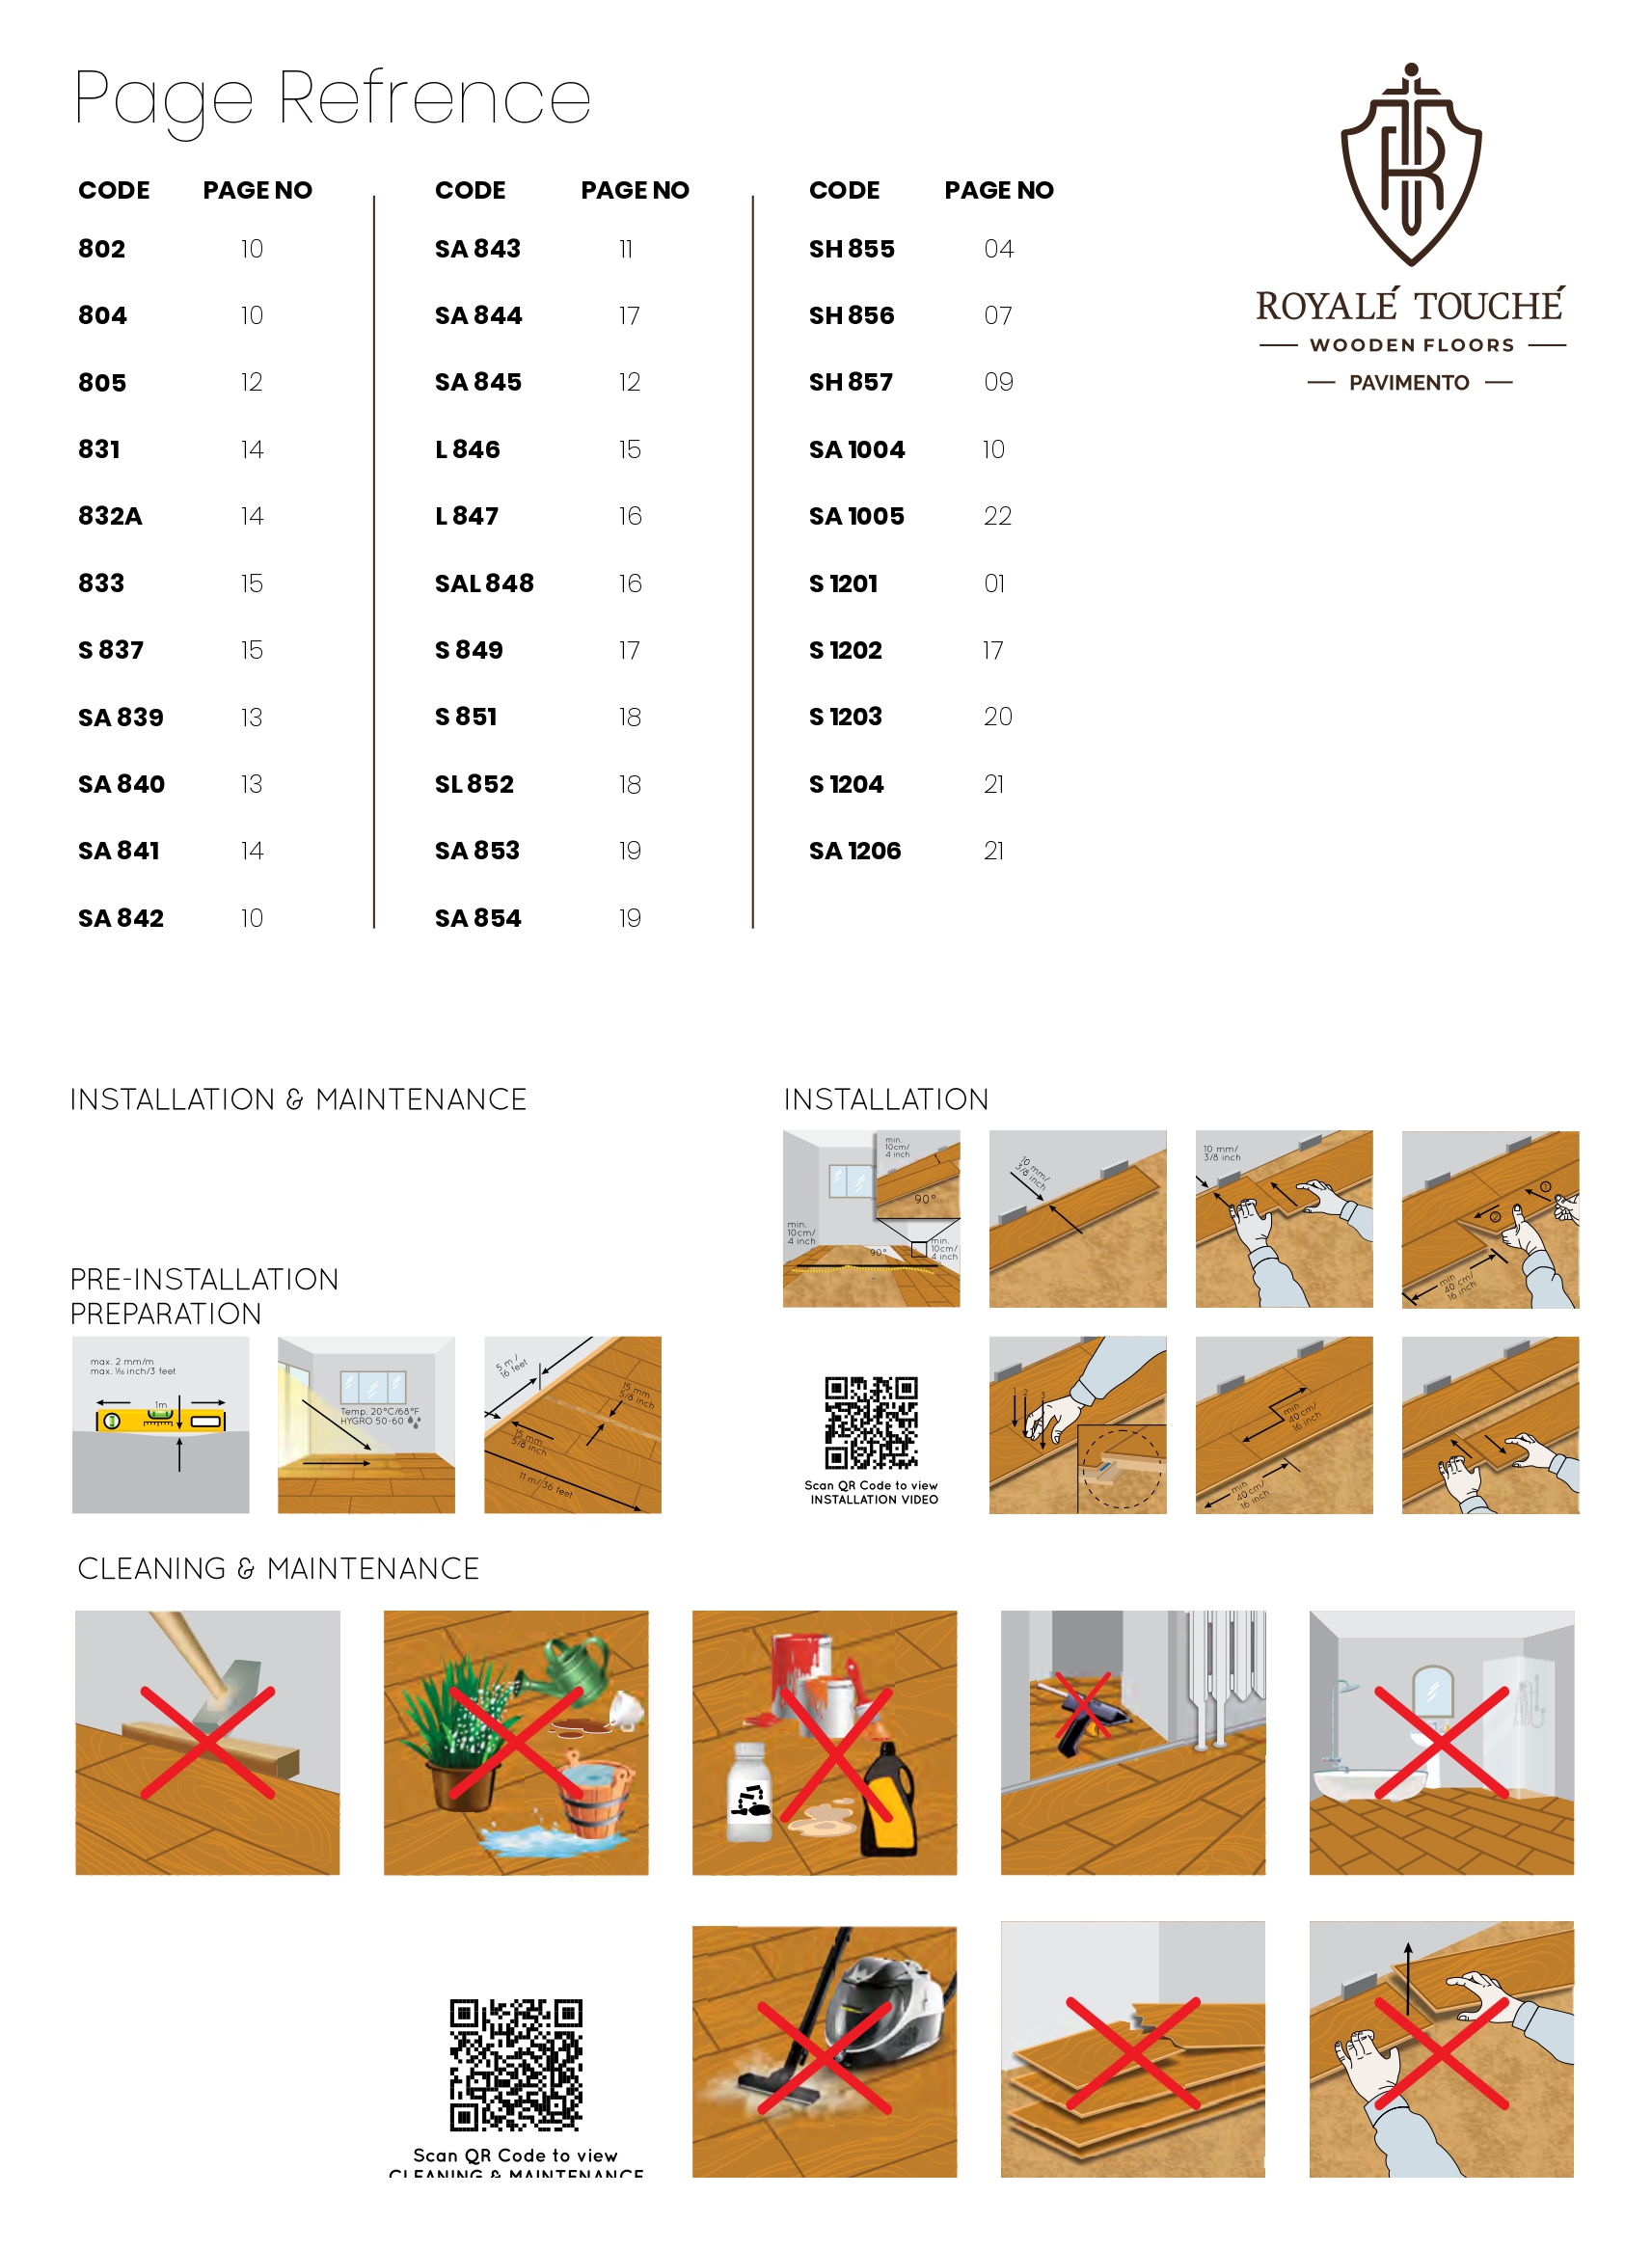 Page Refrence
CODE PAGE NO
802 10
804 10
805 12
831 14
832A 14
833 15
S 837 15
SA 839 13
SA 840 13
SA 841 14
SA 842 10
CODE PAGE NO
SA 843 11
SA 844 17
SA 845 12
L 846 15
L 847 16
SAL 848 16
S 849 17
S 851 18
SL 852 18
SA 853 19
SA 854 19
CODE PAGE NO
SH 855 04
SH 856 07
SH 857 09
SA 1004 10
SA 1005 22
S 1201 01
S 1202 17
S 1203 20
S 1204 21
SA 1206 21
ROYALÉ TOUCHÉ
WOODEN FLOORS
PAVIMENTO
INSTALLATION & MAINTENANCE
PRE-INSTALLATION
PREPARATION
max. 2 mm/m
max. 1/16 inch/3 feet
1m
Temp. 20°C/68°F
HYGRO 50-60
5 m /
16 feet
15 mm
5/8 inch
15 mm
5/8 inch
11 m/36 feet
INSTALLATION
min.
10cm/
4 inch
90°
min.
10cm/
4 inch
90°
min.
10cm/
4 inch
10 mm/
3/8 inch
10 mm/
3/8 inch
1
2
min
40 cm/
16 inch
Scan QR Code to view
INSTALLATION VIDEO
1 2 3
min
40 cm/
16 inch
min
40 cm/
16 inch
CLEANING & MAINTENANCE
Scan QR Code to view
CLEANING & MAINTENANCE